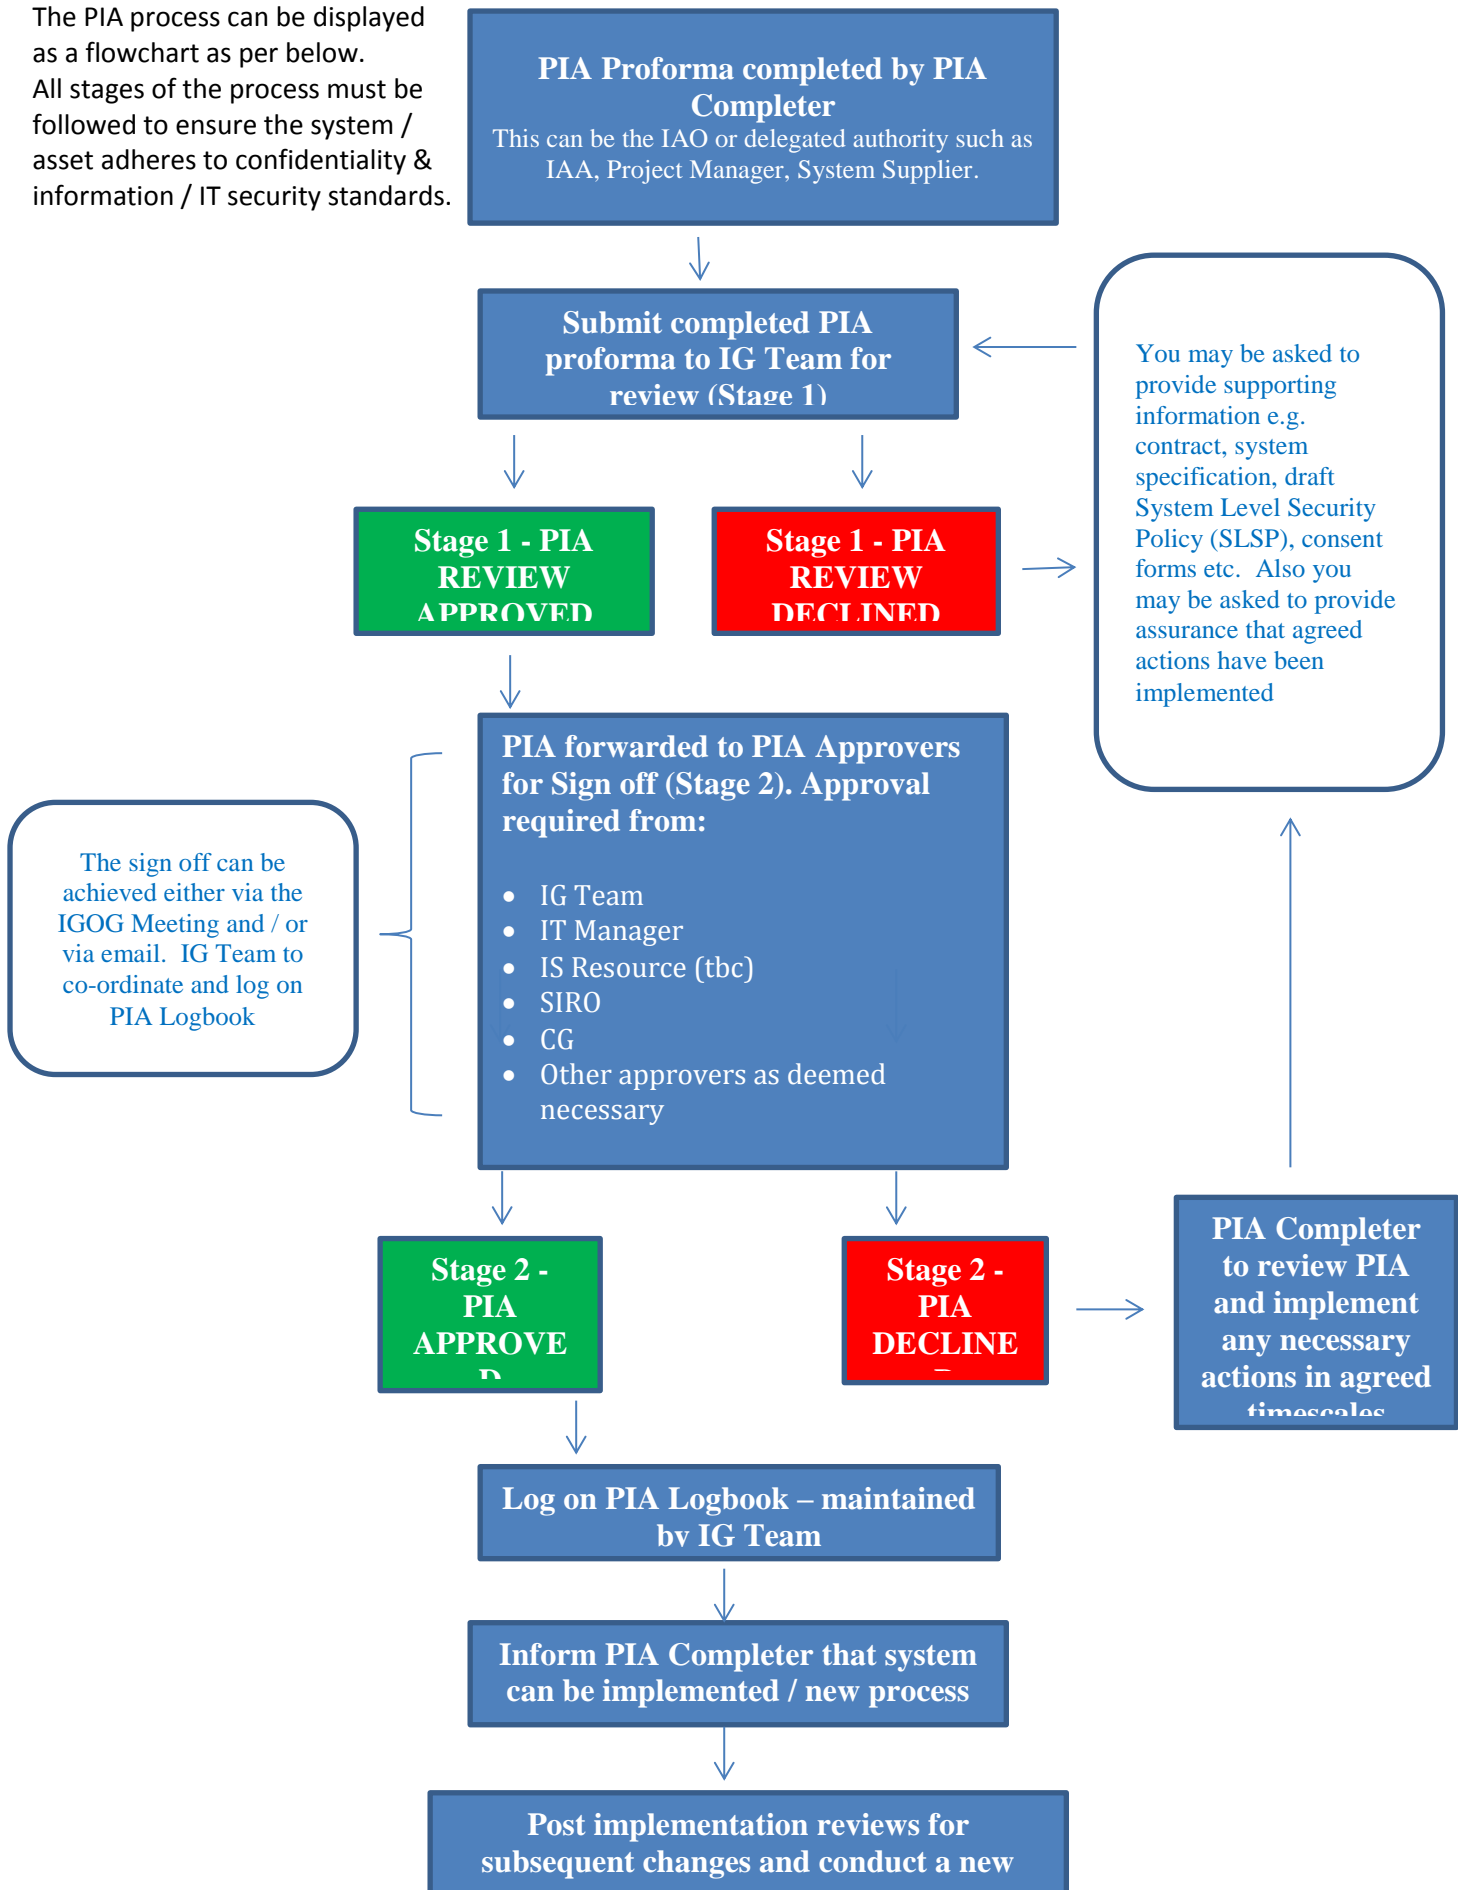 The PIA process can be displayed
as a flowchart as per below.
All stages of the process must be
followed to ensure the system /
asset adheres to confidentiality &
information / IT security standards.
PIA Proforma completed by PIA
Completer
This can be the IAO or delegated authority such as
IAA, Project Manager, System Supplier.
Submit completed PIA
proforma to IG Team for
review (Stage 1)
You may be asked to
provide supporting
information e.g.
contract, system
specification, draft
System Level Security
Policy (SLSP), consent
forms etc.  Also you
may be asked to provide
assurance that agreed
actions have been
implemented
Stage 1 - PIA
REVIEW
APPROVED
Stage 1 - PIA
REVIEW
DECLINED
PIA forwarded to PIA Approvers
for Sign off (Stage 2). Approval
required from:
• IG Team
• IT Manager
• IS Resource (tbc)
• SIRO
• CG
• Other approvers as deemed
necessary
The sign off can be
achieved either via the
IGOG Meeting and / or
via email.  IG Team to
co-ordinate and log on
PIA Logbook
Stage 2 -
PIA
APPROVE
D
Stage 2 -
PIA
DECLINE
PIA Completer
to review PIA
and implement
any necessary
actions in agreed
timescales
Log on PIA Logbook – maintained
by IG Team
Inform PIA Completer that system
can be implemented / new process
Post implementation reviews for
subsequent changes and conduct a new